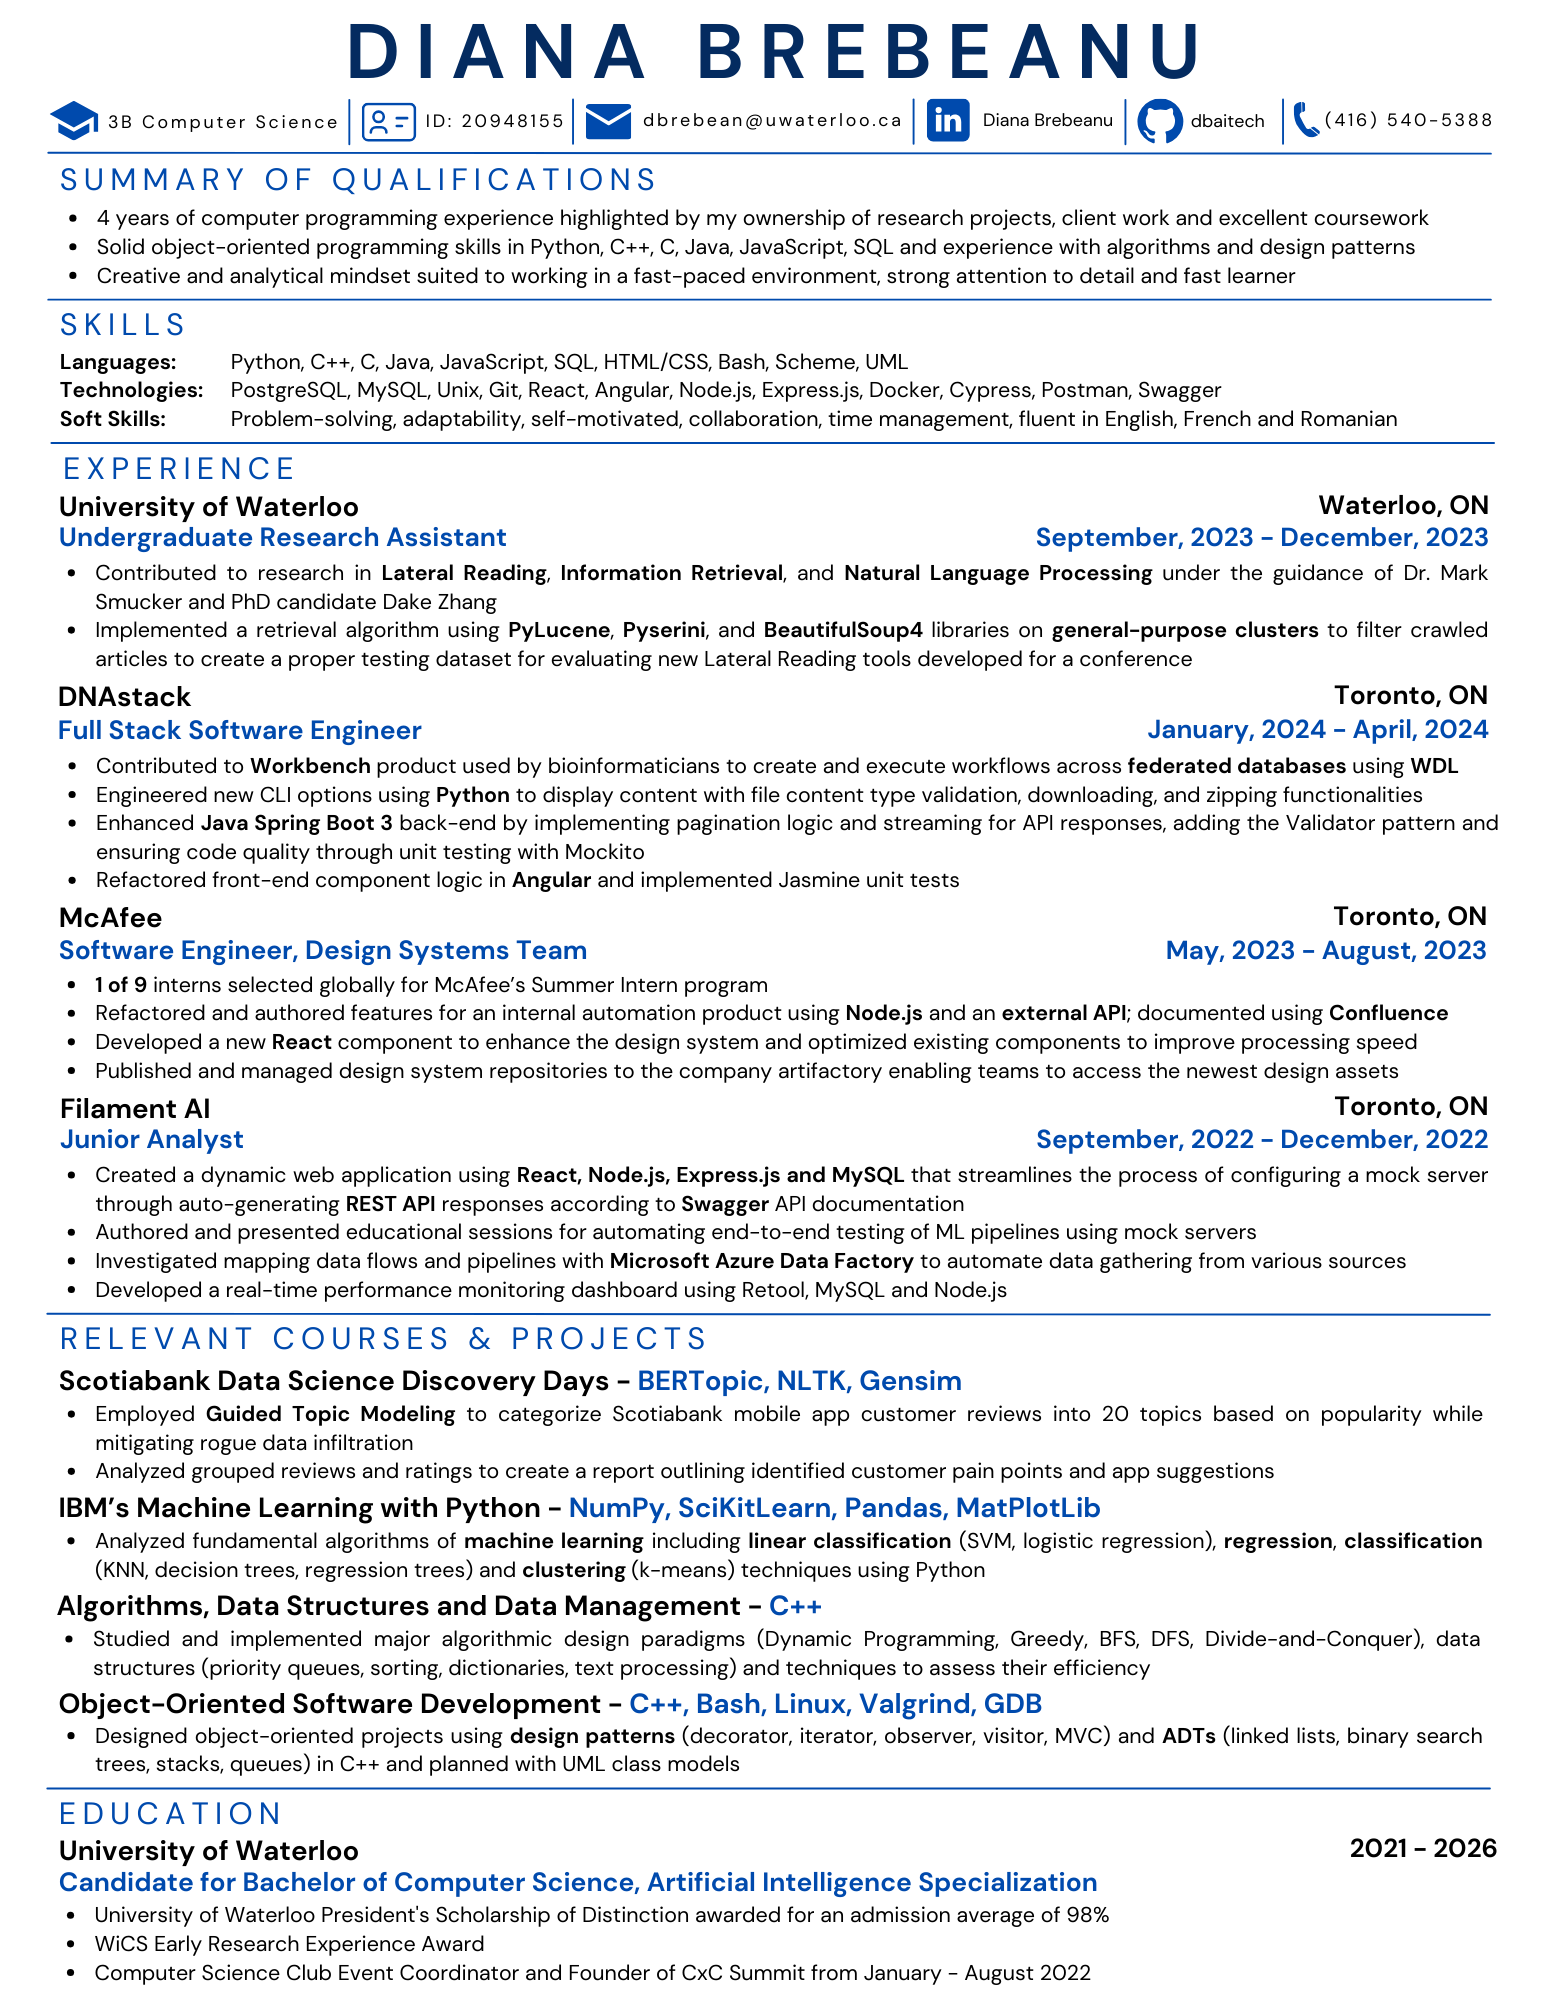 DIANA BREBEANU
3B Computer Science
ID: 20948155
dbrebean@uwaterloo.ca
Diana Brebeanu
dbaitech
(416) 540-5388
SUMMARY OF QUALIFICATIONS
• 4 years of computer programming experience highlighted by my ownership of research projects, client work and excellent coursework
• Solid object-oriented programming skills in Python, C++, C, Java, JavaScript, SQL and experience with algorithms and design patterns
• Creative and analytical mindset suited to working in a fast-paced environment, strong attention to detail and fast learner
SKILLS
Languages: Python, C++, C, Java, JavaScript, SQL, HTML/CSS, Bash, Scheme, UML
Technologies: PostgreSQL, MySQL, Unix, Git, React, Angular, Node.js, Express.js, Docker, Cypress, Postman, Swagger
Soft Skills: Problem-solving, adaptability, self-motivated, collaboration, time management, fluent in English, French and Romanian
EXPERIENCE
University of Waterloo Waterloo, ON
Undergraduate Research Assistant September, 2023 - December, 2023
• Contributed to research in Lateral Reading, Information Retrieval, and Natural Language Processing under the guidance of Dr. Mark
Smucker and PhD candidate Dake Zhang
• Implemented a retrieval algorithm using PyLucene, Pyserini, and BeautifulSoup4 libraries on general-purpose clusters to filter crawled
articles to create a proper testing dataset for evaluating new Lateral Reading tools developed for a conference
DNAstack Toronto, ON
Full Stack Software Engineer January, 2024 - April, 2024
• Contributed to Workbench product used by bioinformaticians to create and execute workflows across federated databases using WDL
• Engineered new CLI options using Python to display content with file content type validation, downloading, and zipping functionalities
• Enhanced Java Spring Boot 3 back-end by implementing pagination logic and streaming for API responses, adding the Validator pattern and
ensuring code quality through unit testing with Mockito
• Refactored front-end component logic in Angular and implemented Jasmine unit tests
McAfee Toronto, ON
Software Engineer, Design Systems Team May, 2023 - August, 2023
• 1 of 9 interns selected globally for McAfee's Summer Intern program
• Refactored and authored features for an internal automation product using Node.js and an external API; documented using Confluence
• Developed a new React component to enhance the design system and optimized existing components to improve processing speed
• Published and managed design system repositories to the company artifactory enabling teams to access the newest design assets
Filament AI Toronto, ON
Junior Analyst September, 2022 - December, 2022
• Created a dynamic web application using React, Node.js, Express.js and MySQL that streamlines the process of configuring a mock server
through auto-generating REST API responses according to Swagger API documentation
• Authored and presented educational sessions for automating end-to-end testing of ML pipelines using mock servers
• Investigated mapping data flows and pipelines with Microsoft Azure Data Factory to automate data gathering from various sources
• Developed a real-time performance monitoring dashboard using Retool, MySQL and Node.js
RELEVANT COURSES & PROJECTS
Scotiabank Data Science Discovery Days - BERTopic, NLTK, Gensim
• Employed Guided Topic Modeling to categorize Scotiabank mobile app customer reviews into 20 topics based on popularity while
mitigating rogue data infiltration
• Analyzed grouped reviews and ratings to create a report outlining identified customer pain points and app suggestions
IBM's Machine Learning with Python - NumPy, SciKitLearn, Pandas, MatPlotLib
• Analyzed fundamental algorithms of machine learning including linear classification (SVM, logistic regression), regression, classification
(KNN, decision trees, regression trees) and clustering (k-means) techniques using Python
Algorithms, Data Structures and Data Management - C++
• Studied and implemented major algorithmic design paradigms (Dynamic Programming, Greedy, BFS, DFS, Divide-and-Conquer), data
structures (priority queues, sorting, dictionaries, text processing) and techniques to assess their efficiency
Object-Oriented Software Development - C++, Bash, Linux, Valgrind, GDB
• Designed object-oriented projects using design patterns (decorator, iterator, observer, visitor, MVC) and ADTs (linked lists, binary search
trees, stacks, queues) in C++ and planned with UML class models
EDUCATION
University of Waterloo 2021 - 2026
Candidate for Bachelor of Computer Science, Artificial Intelligence Specialization
• University of Waterloo President's Scholarship of Distinction awarded for an admission average of 98%
• WiCS Early Research Experience Award
• Computer Science Club Event Coordinator and Founder of CxC Summit from January - August 2022